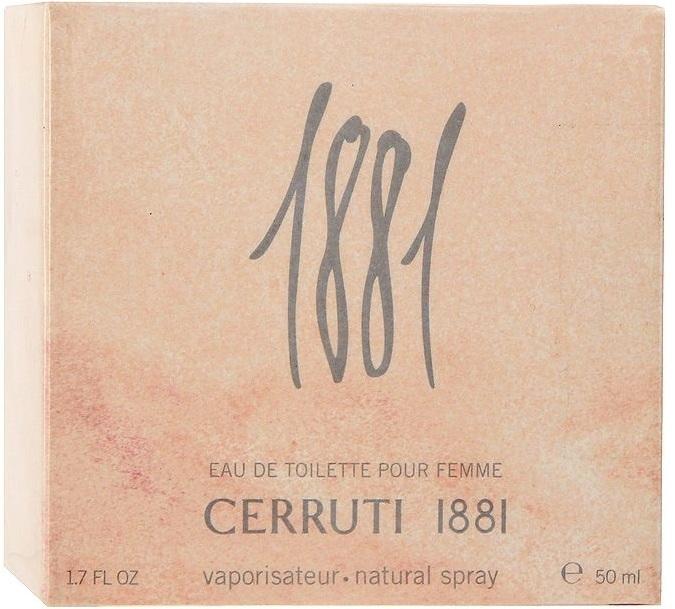 1881
EAU DE TOILETTE POUR FEMME
CERRUTI 1881
1.7 FL OZ vaporisateur • natural spray ℮ 50 ml